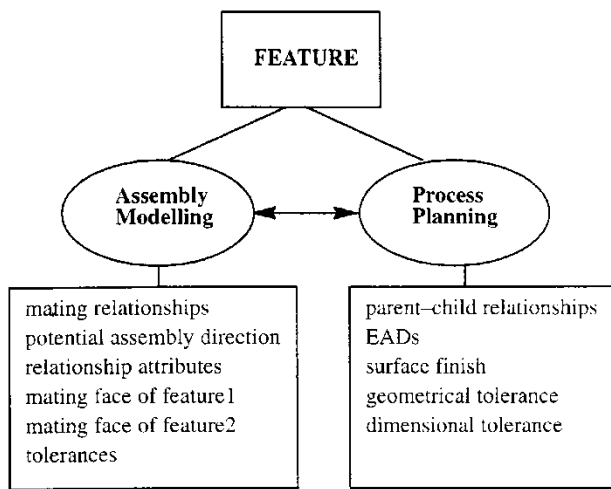 FEATURE
Assembly
Modelling
Process
Planning
mating relationships
potential assembly direction
relationship attributes
mating face of feature1
mating face of feature2
tolerances
parent–child relationships
EADs
surface finish
geometrical tolerance
dimensional tolerance